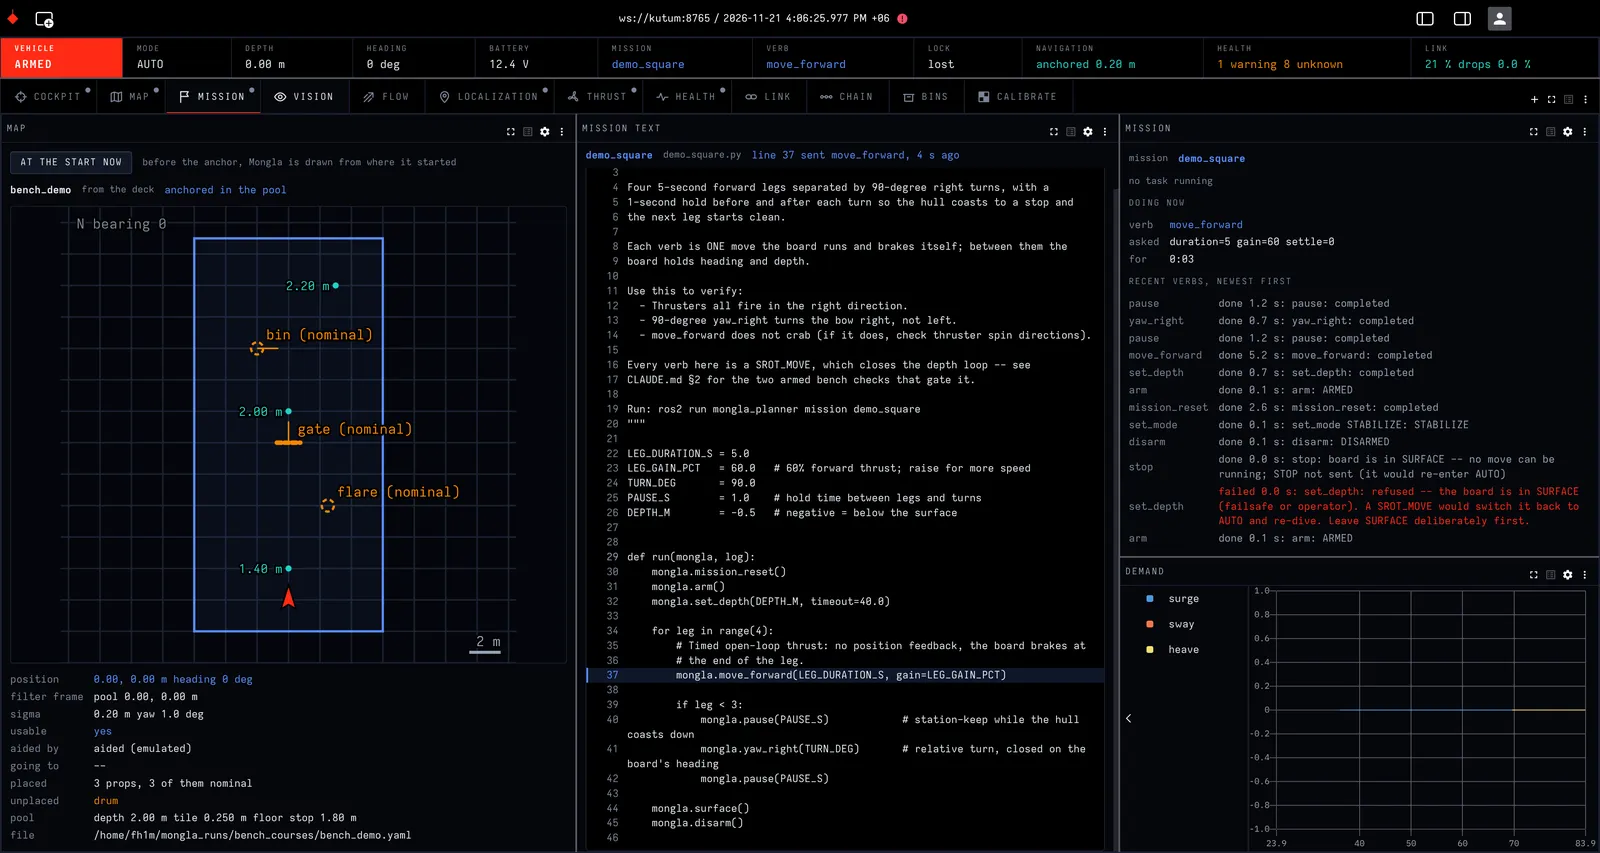 ws://kutum:8765 / 2026-11-21 4:06:25.977 PM +06
VEHICLE
ARMED
MODE
AUTO
DEPTH
0.00 m
HEADING
0 deg
BATTERY
12.4 V
MISSION
demo_square
VERB
move_forward
LOCK
lost
NAVIGATION
anchored 0.20 m
HEALTH
1 warning 8 unknown
LINK
21 % drops 0.0 %
COCKPIT
MAP
MISSION
VISION
FLOW
LOCALIZATION
THRUST
HEALTH
LINK
CHAIN
BINS
CALIBRATE
MAP
AT THE START NOW
before the anchor, Mongla is drawn from where it started
bench_demo from the deck anchored in the pool
N bearing 0
2.20 m
bin (nominal)
2.00 m
gate (nominal)
flare (nominal)
1.40 m
2 m
position 0.00, 0.00 m heading 0 deg
filter frame pool 0.00, 0.00 m
sigma 0.20 m yaw 1.0 deg
usable yes
aided by aided (emulated)
going to --
placed 3 props, 3 of them nominal
unplaced drum
pool depth 2.00 m tile 0.250 m floor stop 1.80 m
file /home/fh1m/mongla_runs/bench_courses/bench_demo.yaml
MISSION TEXT
demo_square demo_square.py line 37 sent move_forward, 4 s ago
3
4 Four 5-second forward legs separated by 90-degree right turns, with a
5 1-second hold before and after each turn so the hull coasts to a stop and
6 the next leg starts clean.
7
8 Each verb is ONE move the board runs and brakes itself; between them the
9 board holds heading and depth.
10
11 Use this to verify:
12 - Thrusters all fire in the right direction.
13 - 90-degree yaw_right turns the bow right, not left.
14 - move_forward does not crab (if it does, check thruster spin directions).
15
16 Every verb here is a SROT_MOVE, which closes the depth loop -- see
17 CLAUDE.md §2 for the two armed bench checks that gate it.
18
19 Run: ros2 run mongla_planner mission demo_square
20 """
21
22 LEG_DURATION_S = 5.0
23 LEG_GAIN_PCT = 60.0 # 60% forward thrust; raise for more speed
24 TURN_DEG = 90.0
25 PAUSE_S = 1.0 # hold time between legs and turns
26 DEPTH_M = -0.5 # negative = below the surface
27
28
29 def run(mongla, log):
30 mongla.mission_reset()
31 mongla.arm()
32 mongla.set_depth(DEPTH_M, timeout=40.0)
33
34 for leg in range(4):
35 # Timed open-loop thrust: no position feedback, the board brakes at
36 # the end of the leg.
37 mongla.move_forward(LEG_DURATION_S, gain=LEG_GAIN_PCT)
38
39 if leg < 3:
40 mongla.pause(PAUSE_S) # station-keep while the hull
coasts down
41 mongla.yaw_right(TURN_DEG) # relative turn, closed on the
board's heading
42 mongla.pause(PAUSE_S)
43
44 mongla.surface()
45 mongla.disarm()
46
MISSION
mission demo_square
no task running
DOING NOW
verb move_forward
asked duration=5 gain=60 settle=0
for 0:03
RECENT VERBS, NEWEST FIRST
pause done 1.2 s: pause: completed
yaw_right done 0.7 s: yaw_right: completed
pause done 1.2 s: pause: completed
move_forward done 5.2 s: move_forward: completed
set_depth done 0.7 s: set_depth: completed
arm done 0.1 s: arm: ARMED
mission_reset done 2.6 s: mission_reset: completed
set_mode done 0.1 s: set_mode STABILIZE: STABILIZE
disarm done 0.1 s: disarm: DISARMED
stop done 0.0 s: stop: board is in SURFACE -- no move can be
running; STOP not sent (it would re-enter AUTO)
set_depth failed 0.0 s: set_depth: refused -- the board is in SURFACE
(failsafe or operator). A SROT_MOVE would switch it back to
AUTO and re-dive. Leave SURFACE deliberately first.
arm done 0.1 s: arm: ARMED
DEMAND
surge
sway
heave
1.0
0.8
0.6
0.4
0.2
0
-0.2
-0.4
-0.6
-0.8
-1.0
23.9 40 50 60 70 83.9